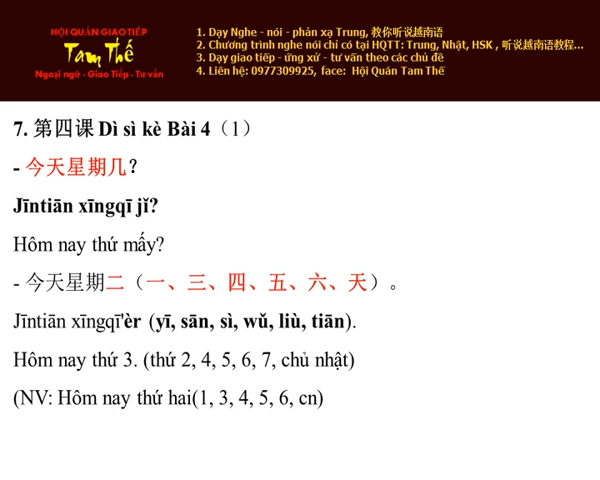 HỘI QUÁN GIAO TIẾP
Tam Thế
Ngoại ngữ - Giao Tiếp - Tư vấn
1. Dạy Nghe - nói - phản xạ Trung, 教你听说越南语
2. Chương trình nghe nói chỉ có tại HQTT: Trung, Nhật, HSK , 听说越南语教程...
3. Dạy giao tiếp - ứng xử - tư vấn theo các chủ đề
4. Liên hệ: 0977309925, face: Hội Quán Tam Thế
7. 第四课 Dì sì kè Bài 4（1）
- 今天星期几？
Jīntiān xīngqī jǐ?
Hôm nay thứ mấy?
- 今天星期二（一、三、四、五、六、天）。
Jīntiān xīngqī'èr (yī, sān, sì, wǔ, liù, tiān).
Hôm nay thứ 3. (thứ 2, 4, 5, 6, 7, chủ nhật)
(NV: Hôm nay thứ hai(1, 3, 4, 5, 6, cn)